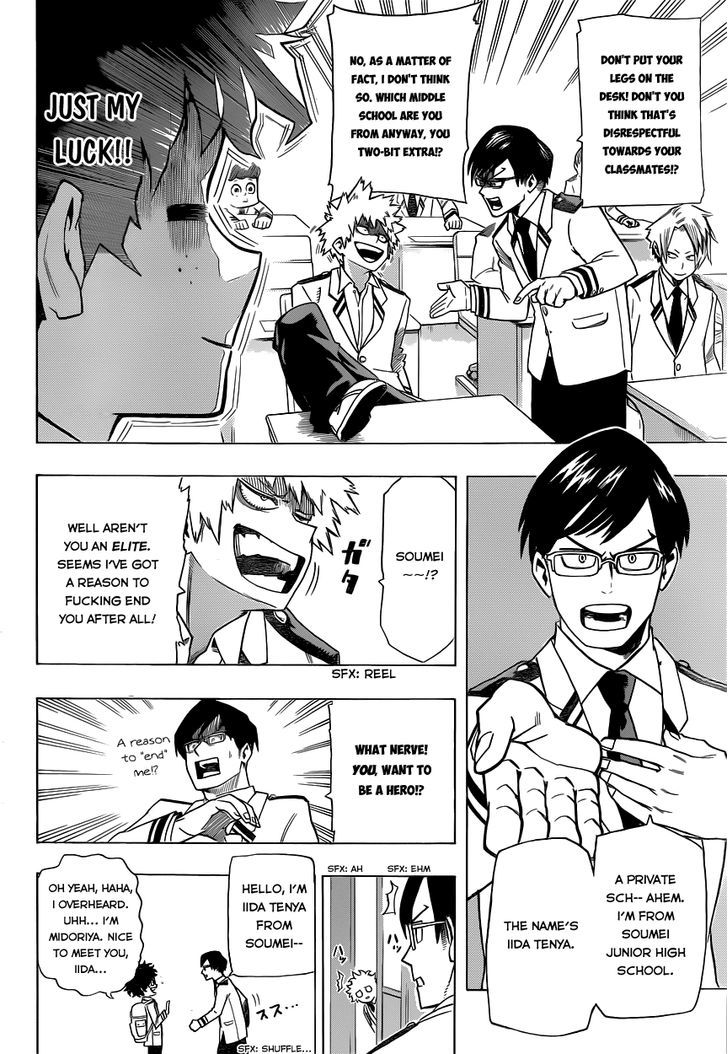 DON'T PUT YOUR
LEGS ON THE
DESK! DON'T YOU
THINK THAT'S
DISRESPECTFUL
TOWARDS YOUR
CLASSMATES!?
NO, AS A MATTER OF
FACT, I DON'T THINK
SO. WHICH MIDDLE
SCHOOL ARE YOU
FROM ANYWAY, YOU
TWO-BIT EXTRA!?
JUST MY
LUCK!!
A PRIVATE
SCH-- AHEM.
I'M FROM
SOUMEI
JUNIOR HIGH
SCHOOL.
THE NAME'S
IIDA TENYA.
SOUMEI
~~!?
ガタ
SFX: REEL
WELL AREN'T
YOU AN ELITE.
SEEMS I'VE GOT
A REASON TO
FUCKING END
YOU AFTER ALL!
WHAT NERVE!
YOU, WANT TO
BE A HERO!?
A reason
to "end"
me!?
SFX: AH
SFX: EHM
ハッ
HELLO, I'M
IIDA TENYA
FROM
SOUMEI--
OH YEAH, HAHA,
I OVERHEARD.
UHH... I'M
MIDORIYA. NICE
TO MEET YOU,
IIDA...
スス...
SFX: SHUFFLE...